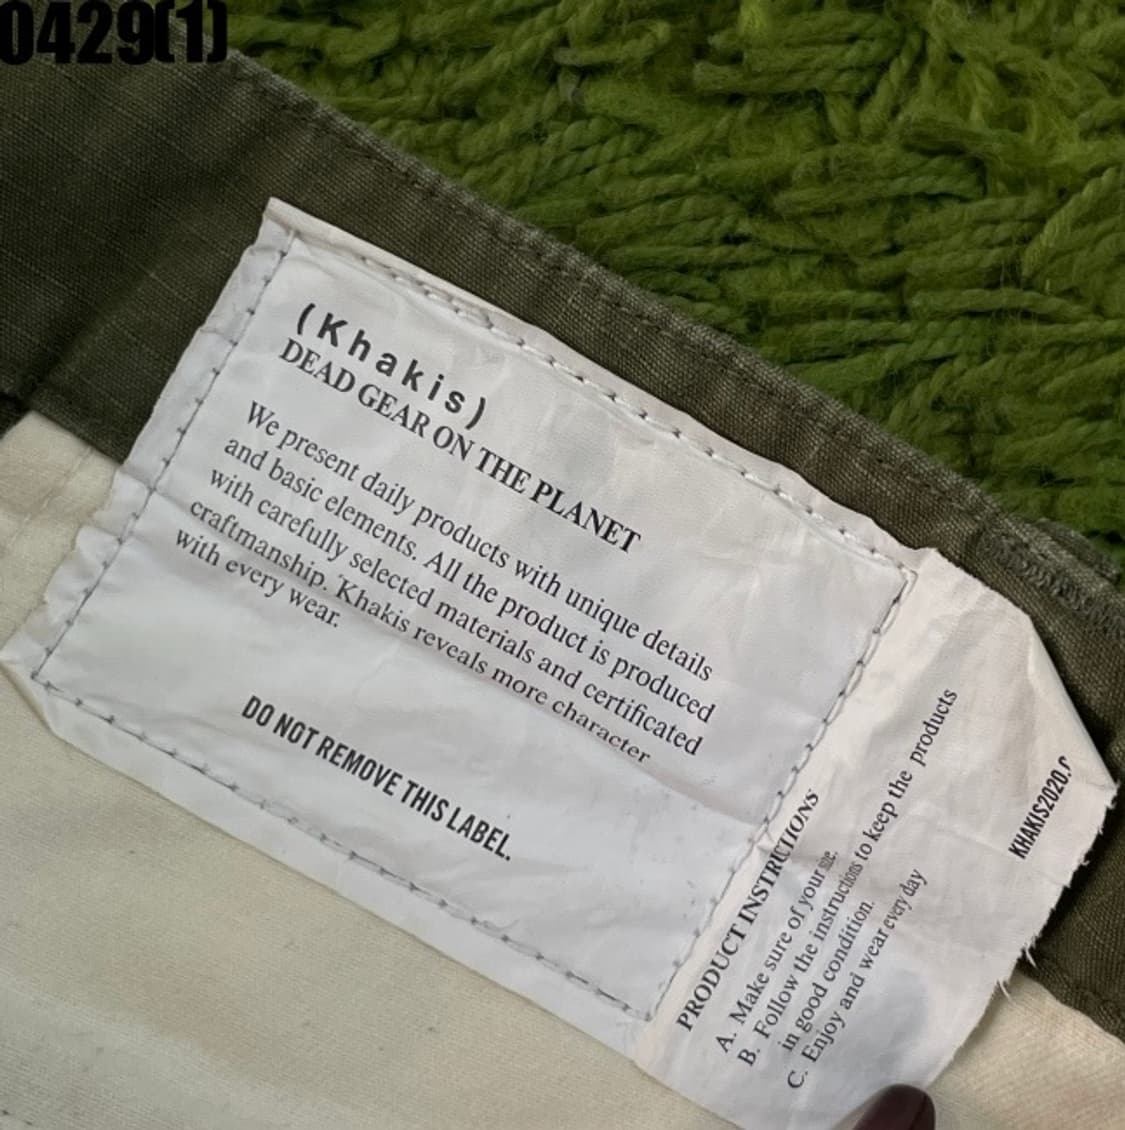 0429(1)
(Khakis)
DEAD GEAR ON THE PLANET
We present daily products with unique details
and basic elements. All the product is produced
with carefully selected materials and certificated
craftmanship. Khakis reveals more character
with every wear.
DO NOT REMOVE THIS LABEL.
PRODUCT INSTRUCTIONS
A. Make sure of your size.
B. Follow the instructions to keep the products
in good condition.
C. Enjoy and wear every day
KHAKIS2020.